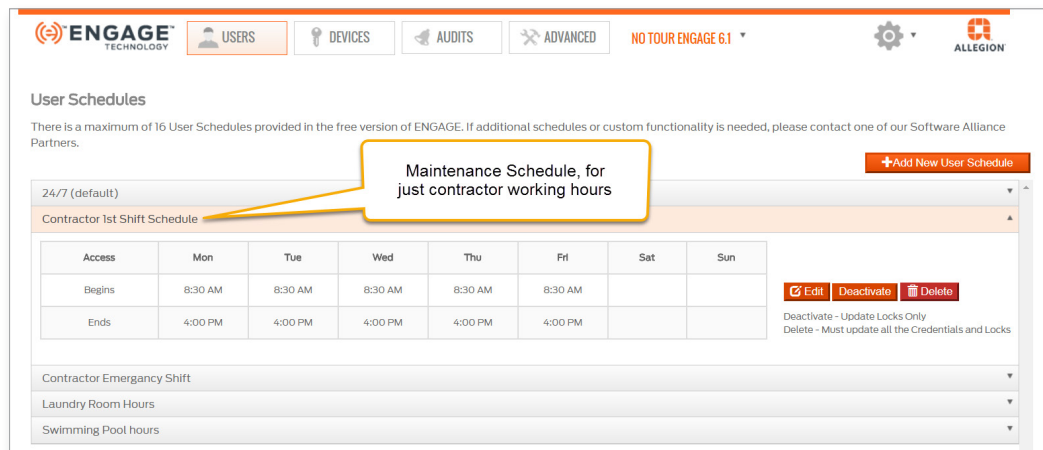 ENGAGE™ TECHNOLOGY USERS DEVICES AUDITS ADVANCED NO TOUR ENGAGE 6.1 ALLEGION
User Schedules
There is a maximum of 16 User Schedules provided in the free version of ENGAGE. If additional schedules or custom functionality is needed, please contact one of our Software Alliance
Partners.
+Add New User Schedule
Maintenance Schedule, for
just contractor working hours
24/7 (default)
Contractor 1st Shift Schedule
Access Mon Tue Wed Thu Fri Sat Sun
Begins 8:30 AM 8:30 AM 8:30 AM 8:30 AM 8:30 AM
Ends 4:00 PM 4:00 PM 4:00 PM 4:00 PM 4:00 PM
Edit Deactivate Delete
Deactivate - Update Locks Only
Delete - Must update all the Credentials and Locks
Contractor Emergancy Shift
Laundry Room Hours
Swimming Pool hours